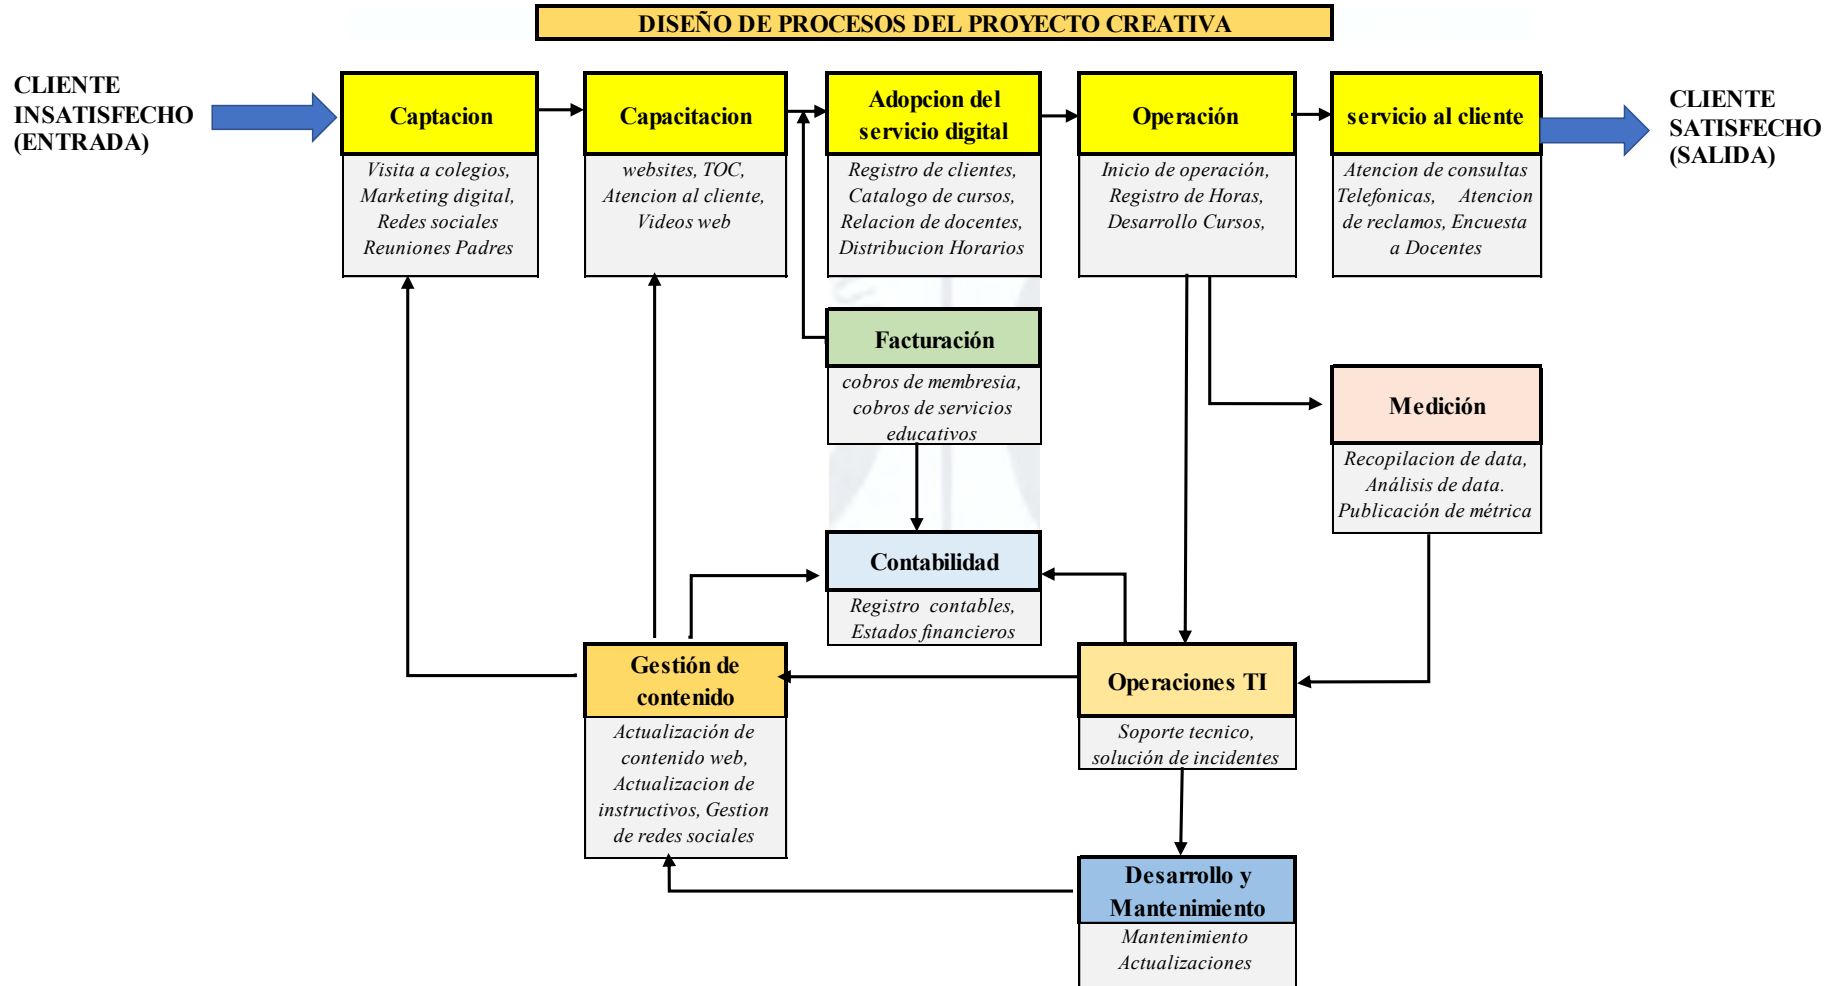 DISEÑO DE PROCESOS DEL PROYECTO CREATIVA
CLIENTE
INSATISFECHO
(ENTRADA)
Captacion
Visita a colegios,
Marketing digital,
Redes sociales
Reuniones Padres
Capacitacion
websites, TOC,
Atencion al cliente,
Videos web
Adopcion del
servicio digital
Registro de clientes,
Catalogo de cursos,
Relacion de docentes,
Distribucion Horarios
Operación
Inicio de operación,
Registro de Horas,
Desarrollo Cursos,
servicio al cliente
Atencion de consultas
Telefonicas, Atencion
de reclamos, Encuesta
a Docentes
CLIENTE
SATISFECHO
(SALIDA)
Facturación
cobros de membresia,
cobros de servicios
educativos
Medición
Recopilacion de data,
Análisis de data.
Publicación de métrica
Contabilidad
Registro contables,
Estados financieros
Gestión de
contenido
Actualización de
contenido web,
Actualizacion de
instructivos, Gestion
de redes sociales
Operaciones TI
Soporte tecnico,
solución de incidentes
Desarrollo y
Mantenimiento
Mantenimiento
Actualizaciones